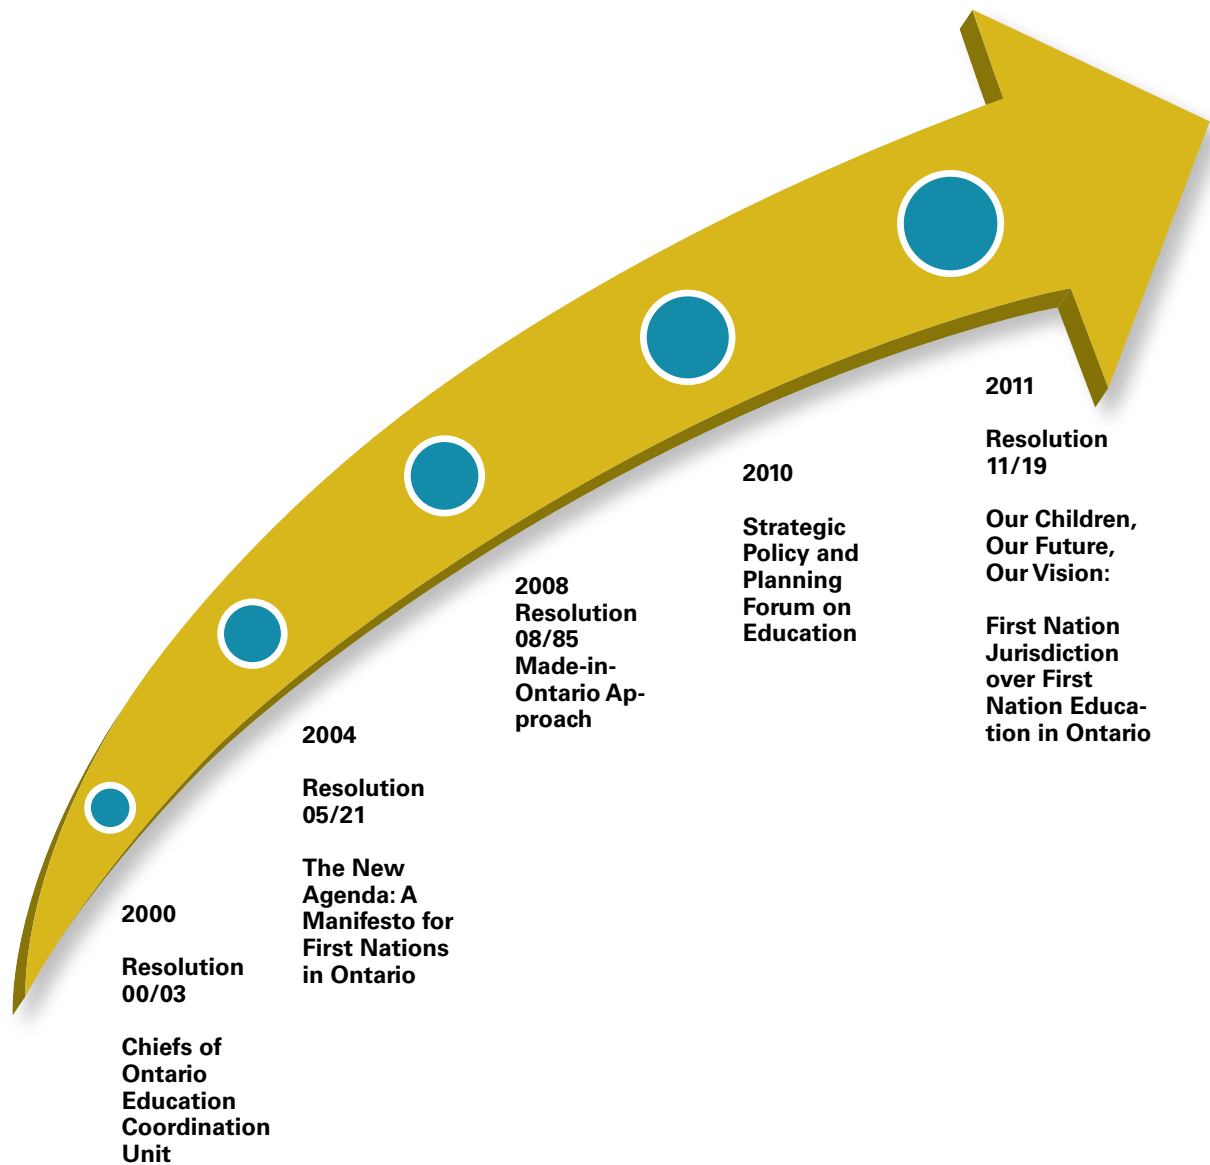 2000
Resolution
00/03
Chiefs of
Ontario
Education
Coordination
Unit
2004
Resolution
05/21
The New
Agenda: A
Manifesto for
First Nations
in Ontario
2008
Resolution
08/85
Made-in-
Ontario Ap-
proach
2010
Strategic
Policy and
Planning
Forum on
Education
2011
Resolution
11/19
Our Children,
Our Future,
Our Vision:
First Nation
Jurisdiction
over First
Nation Educa-
tion in Ontario